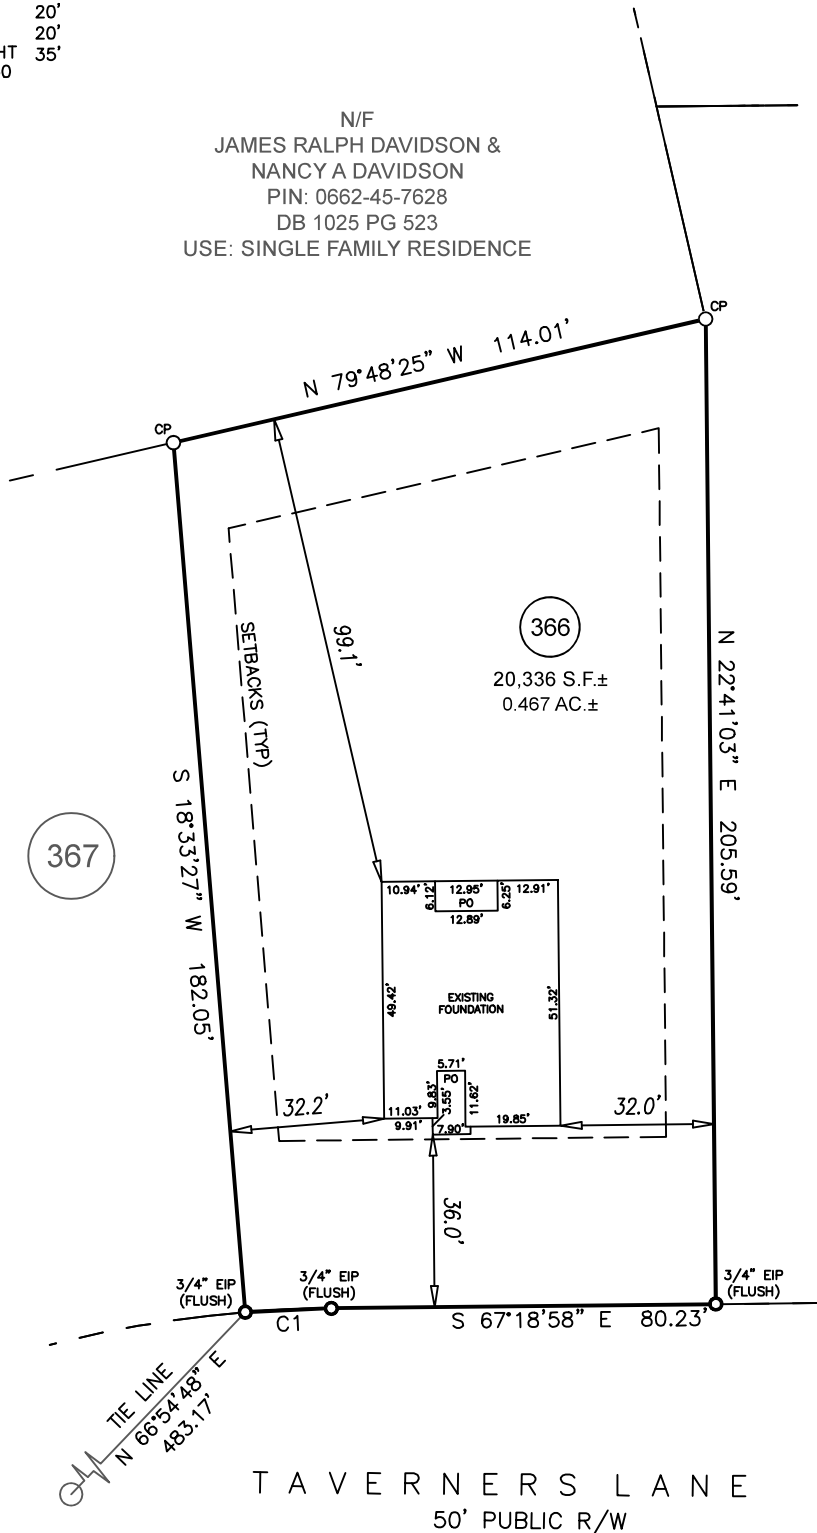 20'
20'
HT 35'
0
N/F
JAMES RALPH DAVIDSON &
NANCY A DAVIDSON
PIN: 0662-45-7628
DB 1025 PG 523
USE: SINGLE FAMILY RESIDENCE
CP
N 79°48'25" W 114.01'
CP
366
20,336 S.F.±
0.467 AC.±
99.1'
SETBACKS (TYP)
N 22°41'03" E 205.59'
S 18°33'27" W 182.05'
367
10.94'
6.12'
12.95'
PO
6.25'
12.91'
12.89'
49.42'
EXISTING
FOUNDATION
51.32'
5.71'
PO
9.83'
3.55'
11.62'
32.2'
11.03'
9.91'
7.90'
19.85'
32.0'
36.0'
3/4" EIP
(FLUSH)
3/4" EIP
(FLUSH)
3/4" EIP
(FLUSH)
C1
S 67°18'58" E 80.23'
TIE LINE
N 66°54'48" E
483.17'
TAVERNERS LANE
50' PUBLIC R/W